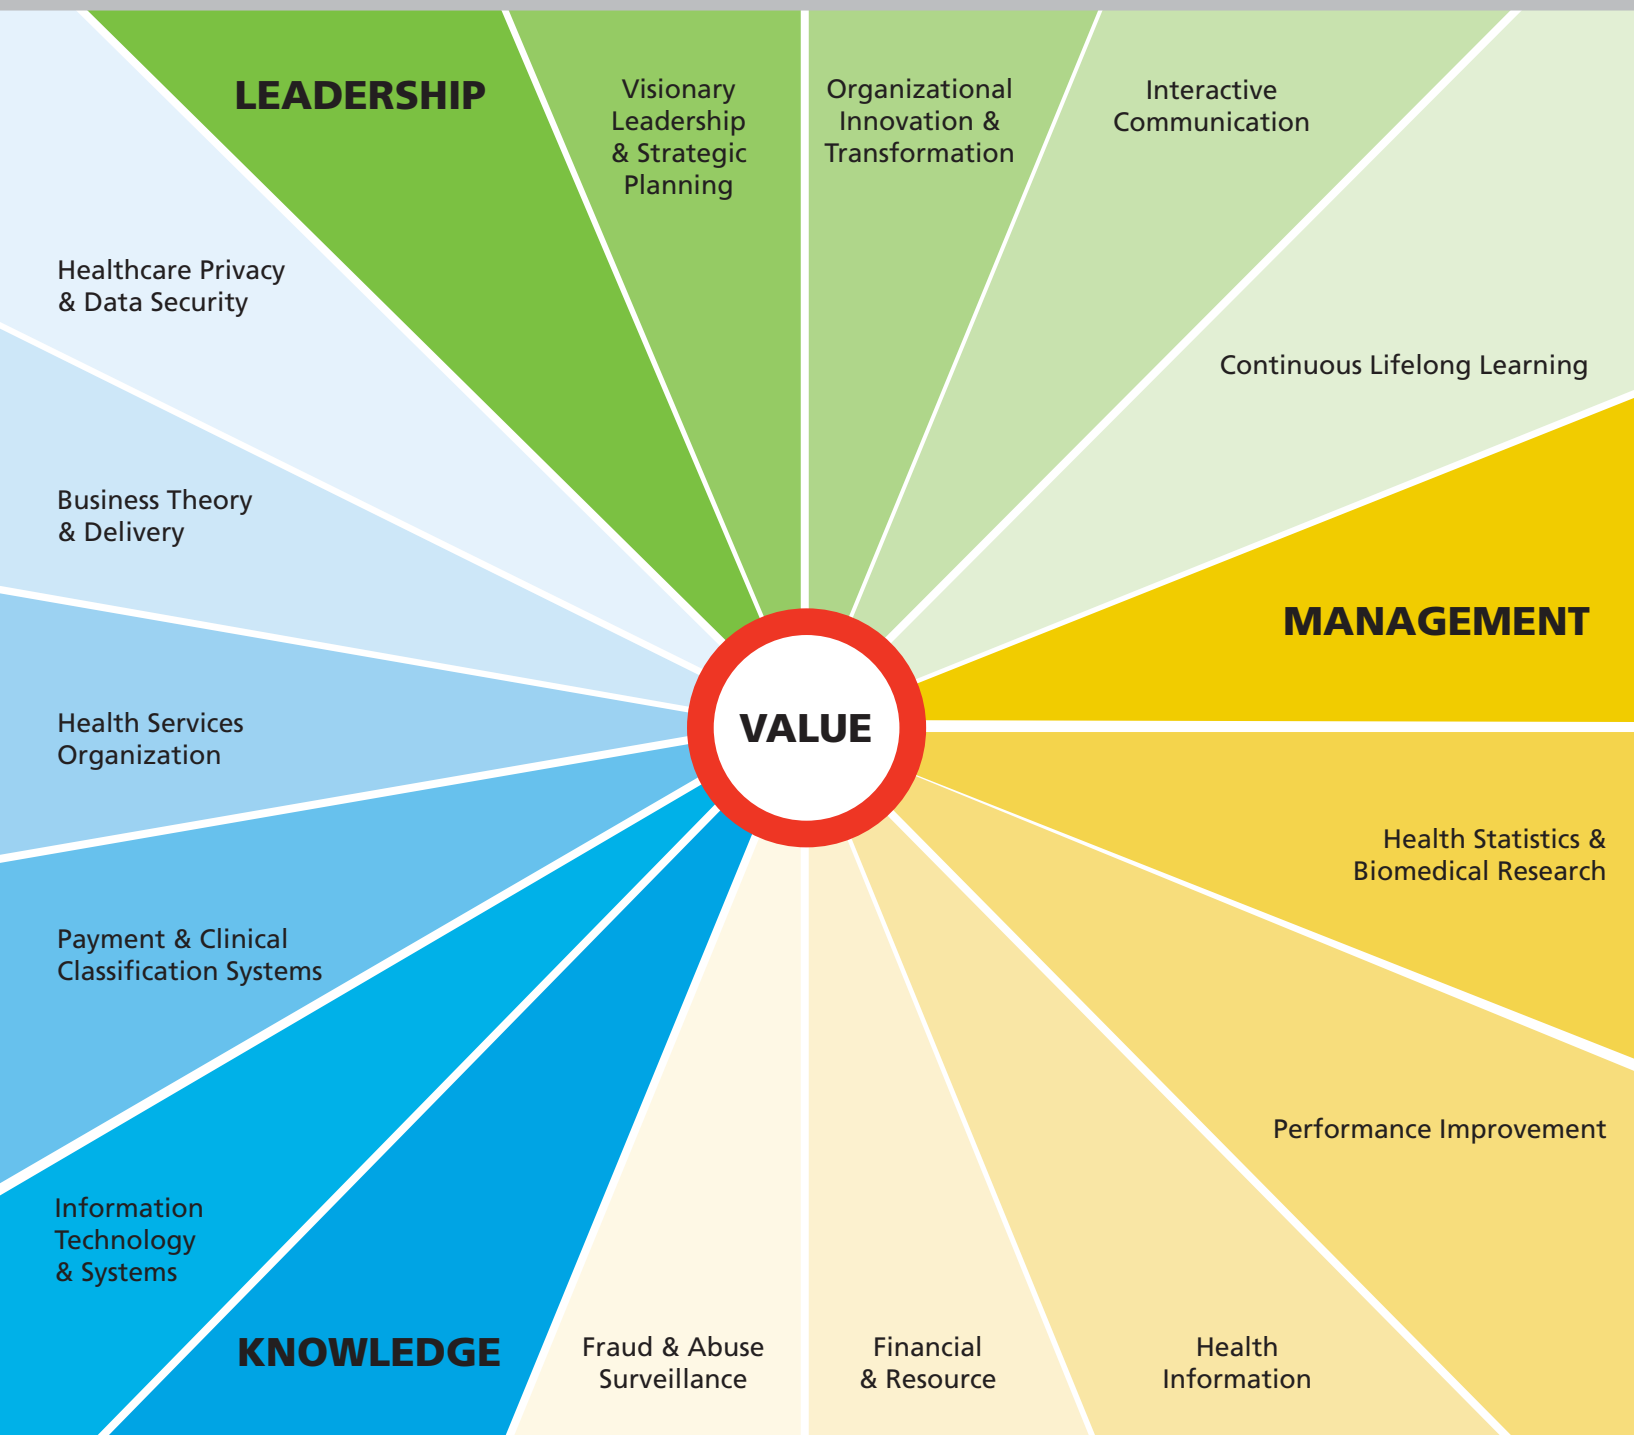 LEADERSHIP
Visionary
Leadership
& Strategic
Planning
Organizational
Innovation &
Transformation
Interactive
Communication
Continuous Lifelong Learning
MANAGEMENT
Health Statistics &
Biomedical Research
Performance Improvement
Health
Information
Financial
& Resource
Fraud & Abuse
Surveillance
KNOWLEDGE
Information
Technology
& Systems
Payment & Clinical
Classification Systems
Health Services
Organization
Business Theory
& Delivery
Healthcare Privacy
& Data Security
VALUE